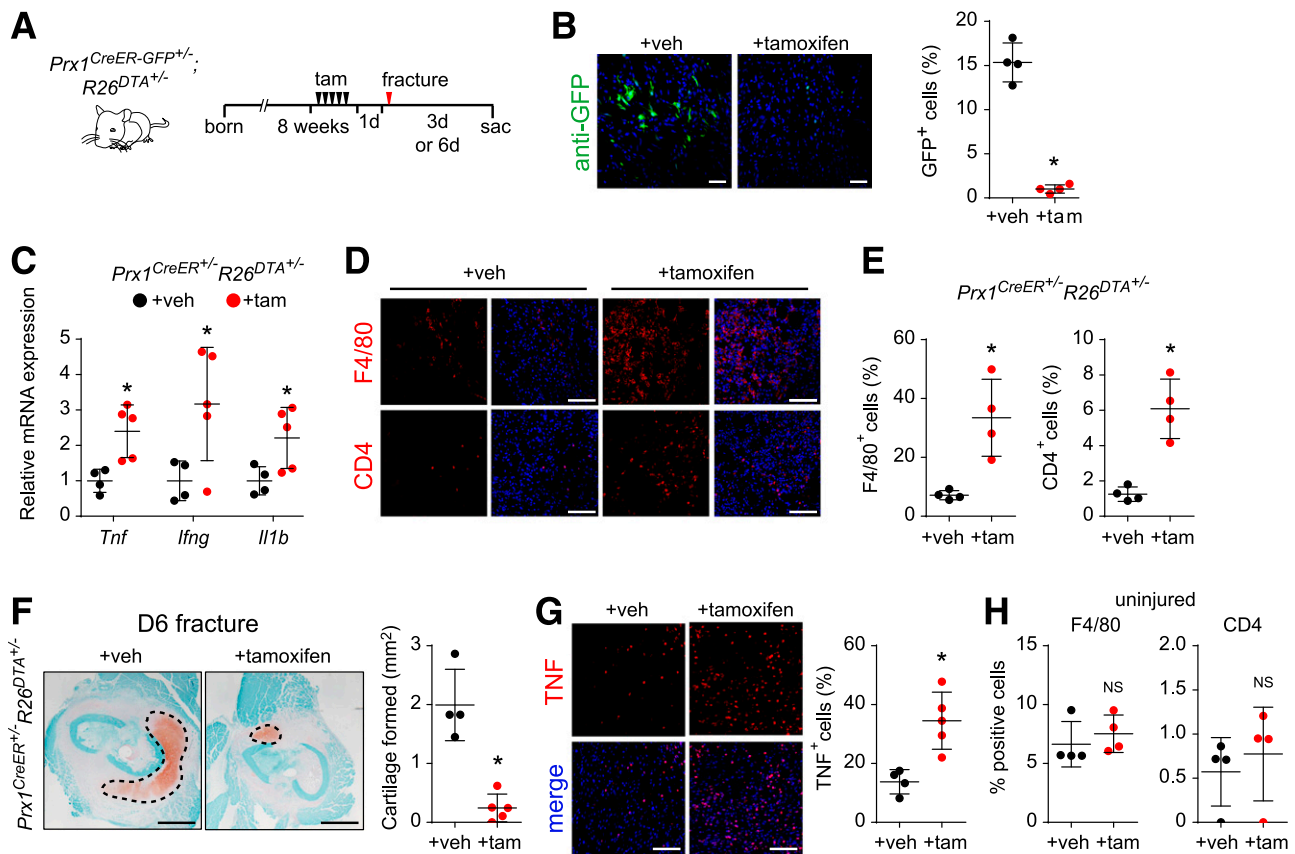 A
Prx1CreER-GFP+/-;
R26DTA+/-
tam
fracture
born
8 weeks
1d
3d
or 6d
sac
B
+veh
+tamoxifen
anti-GFP
GFP+ cells (%)
20
15
10
5
0
*
+veh
+tam
C
Prx1CreER+/-R26DTA+/-
+veh
+tam
Relative mRNA expression
5
4
3
2
1
0
*
*
*
Tnf
Ifng
Il1b
D
+veh
+tamoxifen
F4/80
CD4
E
Prx1CreER+/-R26DTA+/-
F4/80+ cells (%)
60
40
20
0
*
+veh
+tam
CD4+ cells (%)
10
8
6
4
2
0
*
+veh
+tam
F
D6 fracture
+veh
+tamoxifen
Prx1CreER+/-R26DTA+/-
Cartilage formed (mm2)
3
2
1
0
*
+veh
+tam
G
+veh
+tamoxifen
TNF
merge
TNF+ cells (%)
60
40
20
0
*
+veh
+tam
H
uninjured
F4/80
CD4
% positive cells
15
10
5
0
NS
+veh
+tam
2.0
1.5
1.0
0.5
0.0
NS
+veh
+tam